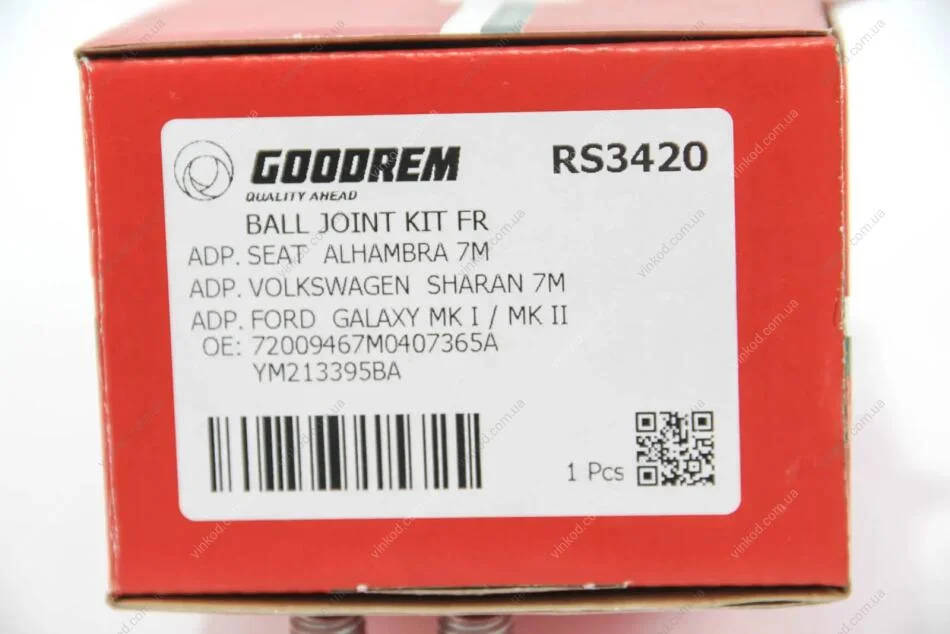 GOODREM
QUALITY AHEAD
RS3420
BALL JOINT KIT FR
ADP. SEAT ALHAMBRA 7M
ADP. VOLKSWAGEN SHARAN 7M
ADP. FORD GALAXY MK I / MK II
OE: 72009467M0407365A
YM213395BA
1 Pcs
vinkod.com.ua